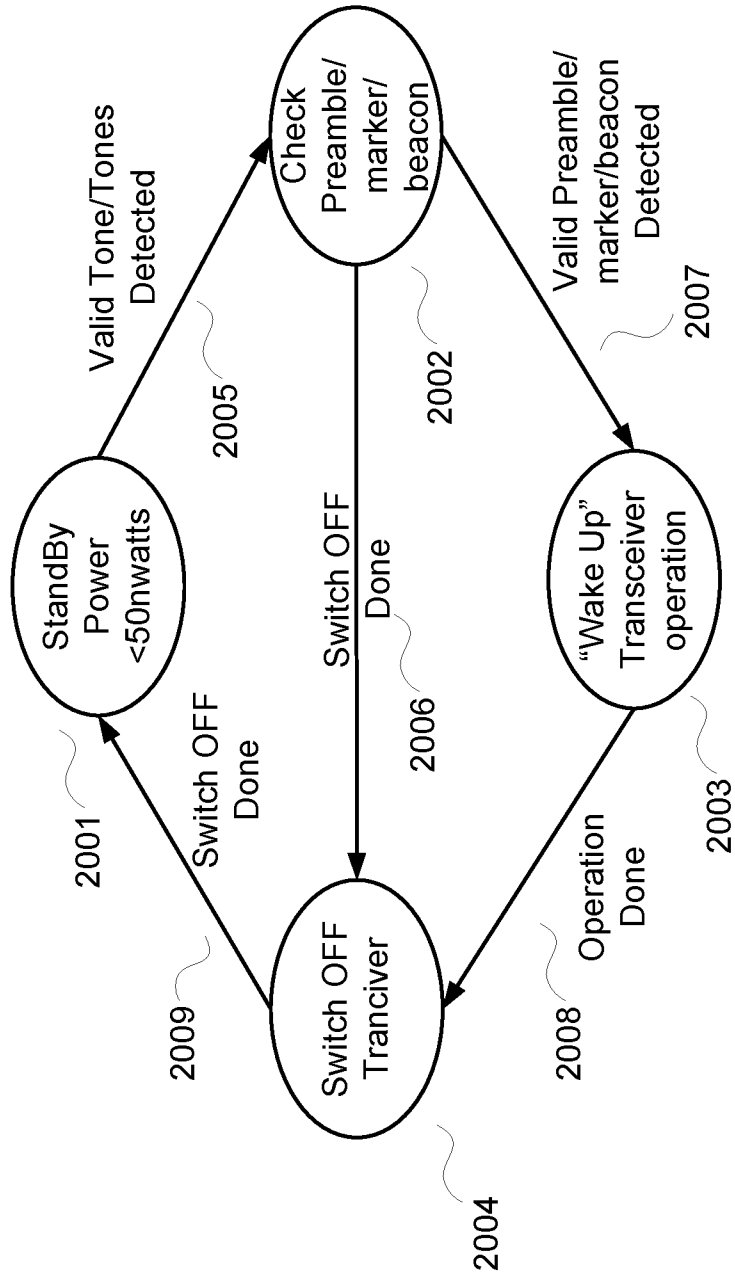 StandBy
Power
<50nwatts
2001
Valid Tone/Tones
Detected
2005
Check
Preamble/
marker/
beacon
2002
Switch OFF
Done
2006
Valid Preamble/
marker/beacon
Detected
2007
“Wake Up”
Transceiver
operation
2003
Operation
Done
2008
Switch OFF
Tranciver
2004
Switch OFF
Done
2009